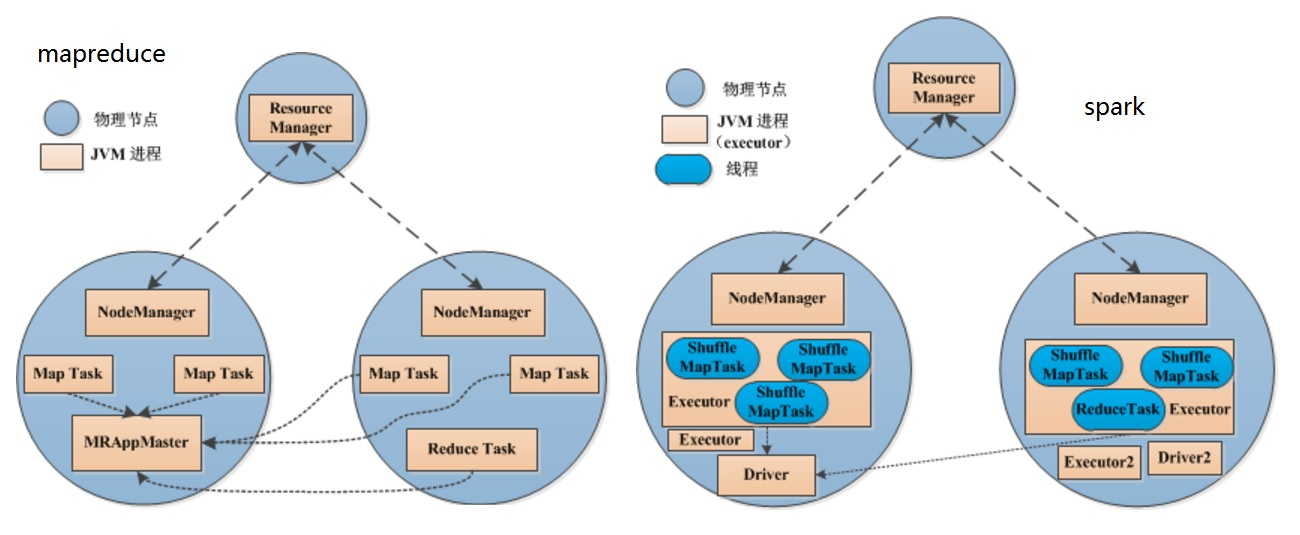 mapreduce
物理节点
JVM 进程
Resource
Manager
NodeManager
Map Task
Map Task
MRAppMaster
NodeManager
Map Task
Map Task
Reduce Task
spark
物理节点
JVM 进程
（executor）
线程
Resource
Manager
NodeManager
Shuffle
MapTask
Shuffle
MapTask
Shuffle
MapTask
Executor
Executor
Driver
NodeManager
Shuffle
MapTask
Shuffle
MapTask
ReduceTask
Executor
Executor2
Driver2